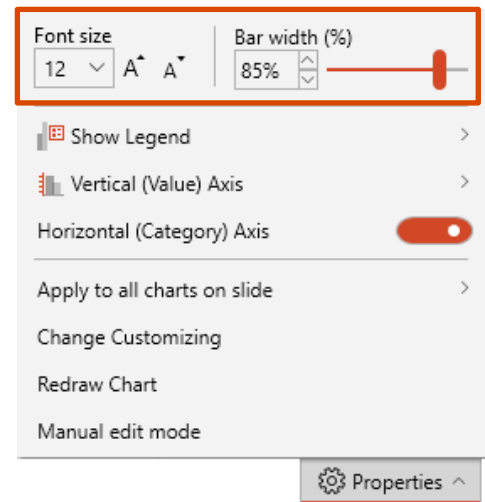 Font size Bar width (%)
12 A A 85%
Show Legend
Vertical (Value) Axis
Horizontal (Category) Axis
Apply to all charts on slide
Change Customizing
Redraw Chart
Manual edit mode
Properties